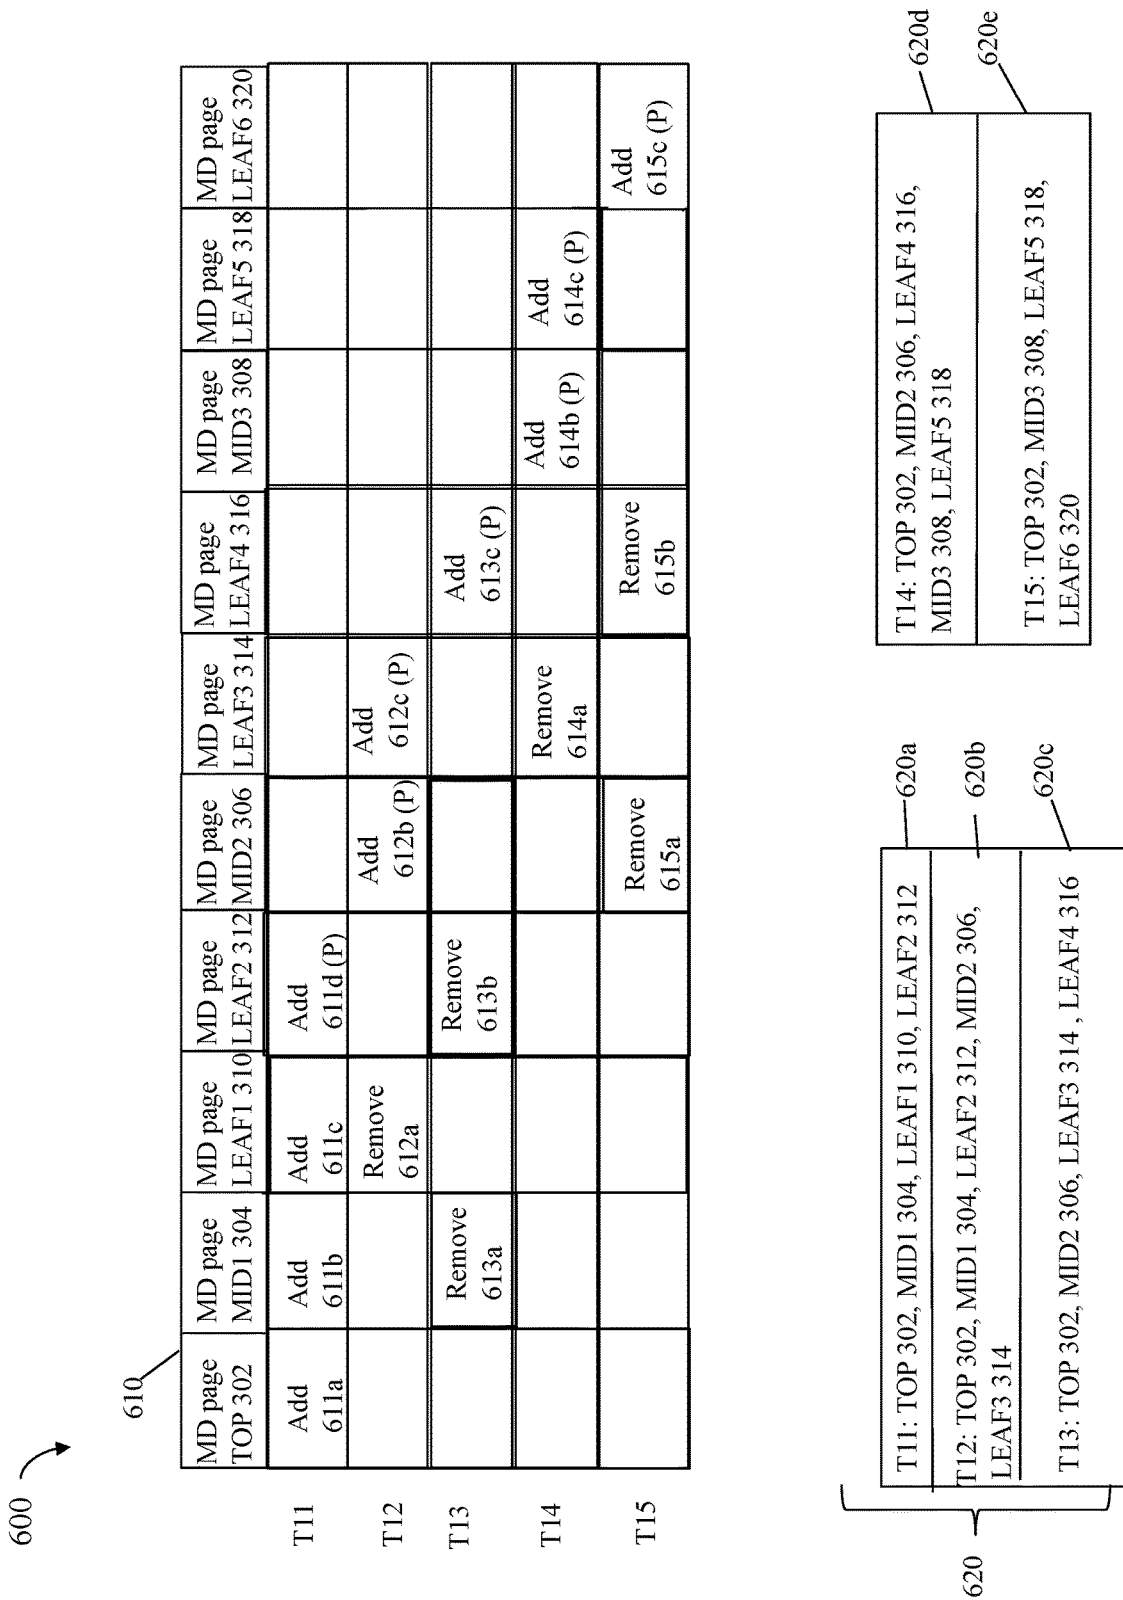 600
610
MD page
TOP 302
MD page
MID1 304
MD page
LEAF1 310
MD page
LEAF2 312
MD page
MID2 306
MD page
LEAF3 314
MD page
LEAF4 316
MD page
MID3 308
MD page
LEAF5 318
MD page
LEAF6 320
T11
Add
611a
Add
611b
Add
611c
Add
611d (P)
T12
Remove
612a
Add
612b (P)
Add
612c (P)
T13
Remove
613a
Remove
613b
Add
613c (P)
T14
Remove
614a
Add
614b (P)
Add
614c (P)
T15
Remove
615a
Remove
615b
Add
615c (P)
620
T11: TOP 302, MID1 304, LEAF1 310, LEAF2 312
620a
T12: TOP 302, MID1 304, LEAF2 312, MID2 306,
LEAF3 314
620b
T13: TOP 302, MID2 306, LEAF3 314 , LEAF4 316
620c
T14: TOP 302, MID2 306, LEAF4 316,
MID3 308, LEAF5 318
620d
T15: TOP 302, MID3 308, LEAF5 318,
LEAF6 320
620e